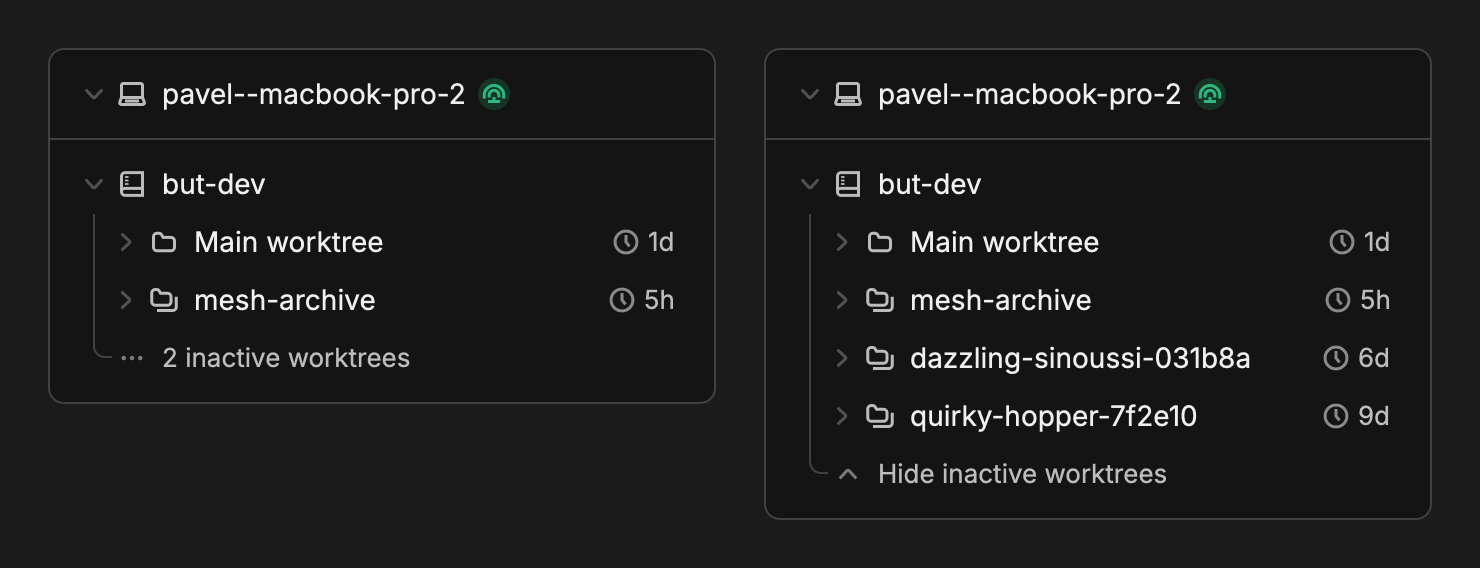 pavel--macbook-pro-2
but-dev
Main worktree 1d
mesh-archive 5h
2 inactive worktrees
pavel--macbook-pro-2
but-dev
Main worktree 1d
mesh-archive 5h
dazzling-sinoussi-031b8a 6d
quirky-hopper-7f2e10 9d
Hide inactive worktrees